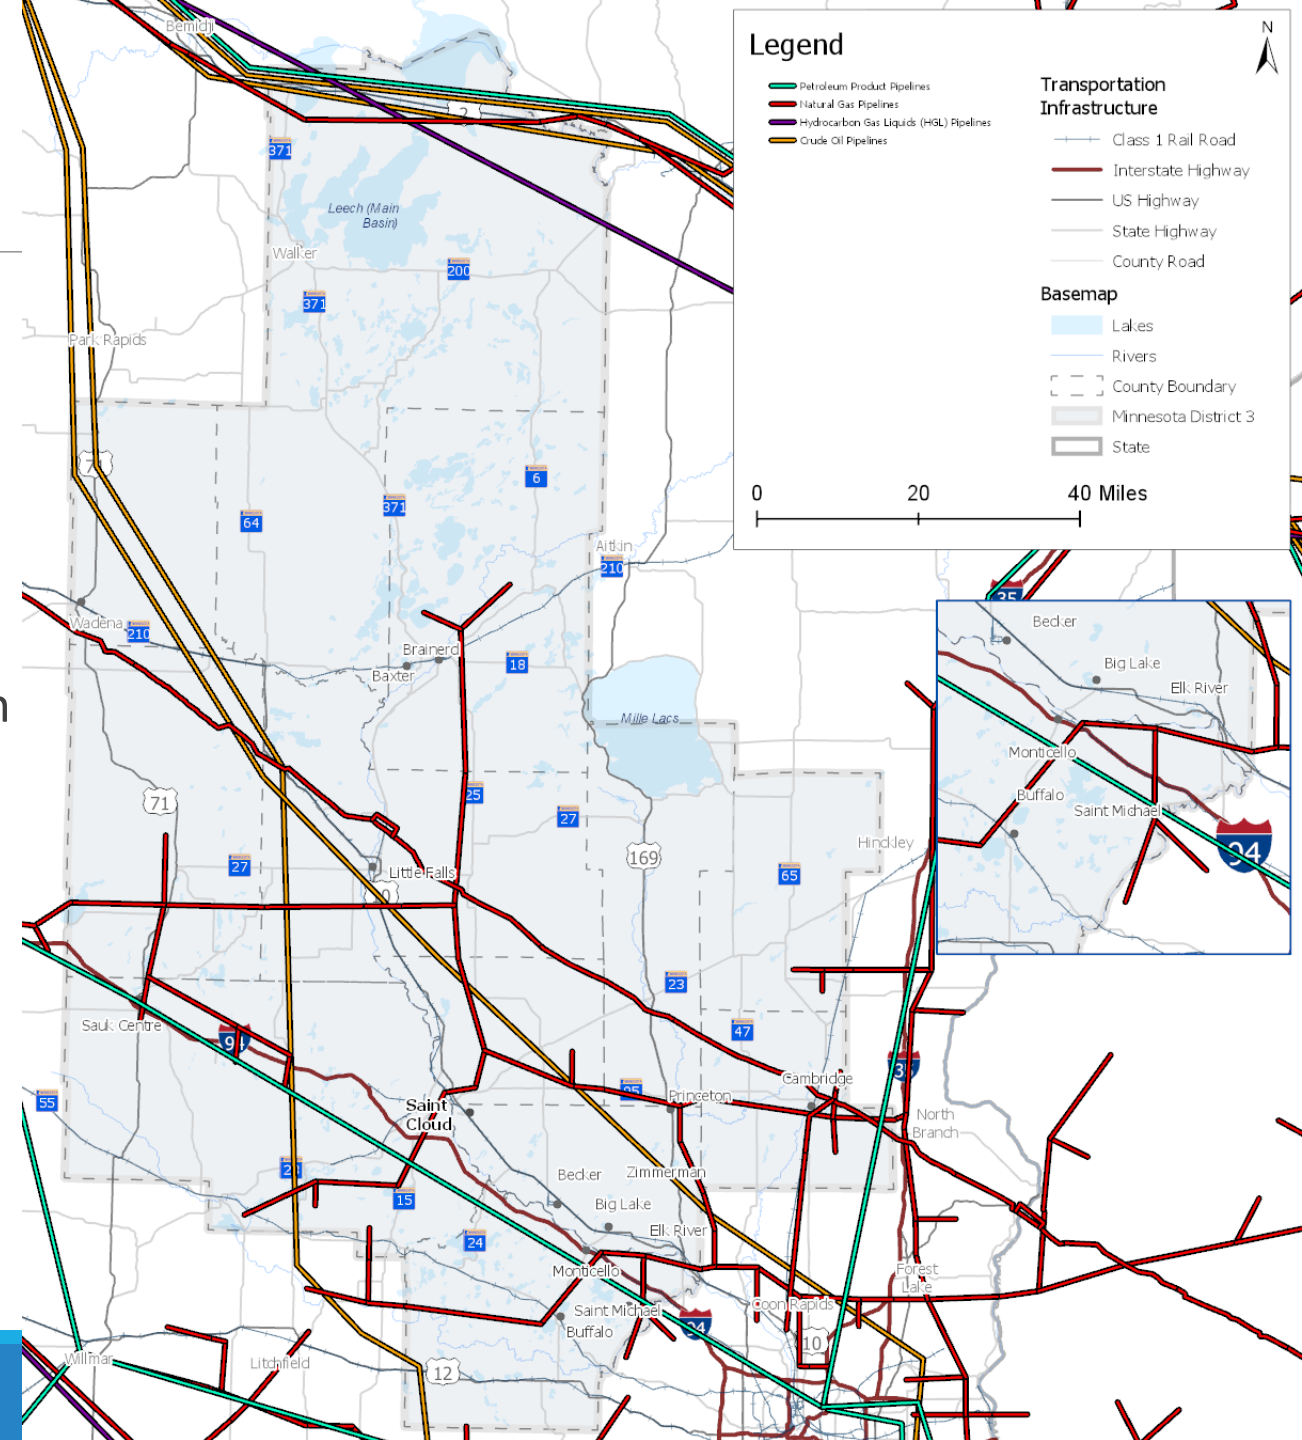 Legend
N
Petroleum Product Pipelines
Natural Gas Pipelines
Hydrocarbon Gas Liquids (HGL) Pipelines
Crude Oil Pipelines
Transportation
Infrastructure
Class 1 Rail Road
Interstate Highway
US Highway
State Highway
County Road
Basemap
Lakes
Rivers
County Boundary
Minnesota District 3
State
0 20 40 Miles
Bemidji
2
371
Leech (Main
Basin)
Walker
200
371
Park Rapids
6
371
64
Aitkin
210
35
Wadena
210
Brainerd
Baxter
18
Mille Lacs
71
25
27
169
27
Little Falls
65
Hinckley
23
47
Sauk Centre
94
55
Saint
Cloud
95
Princeton
Cambridge
North
Branch
Becker
Zimmerman
15
Big Lake
24
Elk River
Monticello
Forest
Lake
Saint Michael
Coon Rapids
94
Buffalo
10
Willmar
Litchfield
12
Becker
Big Lake
Elk River
Monticello
Buffalo
Saint Michael
94
n